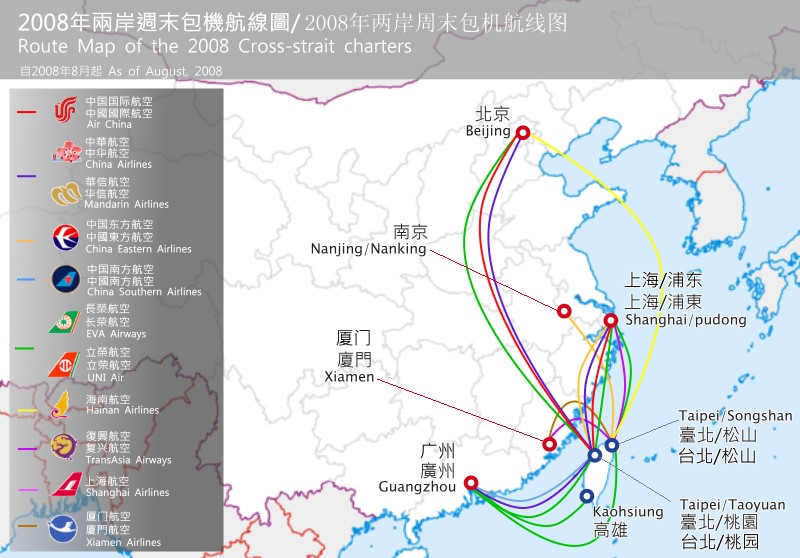 2008年兩岸週末包機航線圖/2008年两岸周末包机航线图
Route Map of the 2008 Cross-strait charters
自2008年8月起 As of August, 2008
中国国际航空
中國國際航空
Air China
中華航空
中华航空
China Airlines
華信航空
华信航空
Mandarin Airlines
中国东方航空
中國東方航空
China Eastern Airlines
中国南方航空
中國南方航空
China Southern Airlines
長榮航空
长荣航空
EVA Airways
立榮航空
立荣航空
UNI Air
海南航空
Hainan Airlines
復興航空
复兴航空
TransAsia Airways
上海航空
Shanghai Airlines
厦门航空
廈門航空
Xiamen Airlines
北京
Beijing
南京
Nanjing/Nanking
上海/浦东
上海/浦東
Shanghai/pudong
厦门
廈門
Xiamen
广州
廣州
Guangzhou
Taipei/Songshan
臺北/松山
台北/松山
Kaohsiung
高雄
Taipei/Taoyuan
臺北/桃園
台北/桃园